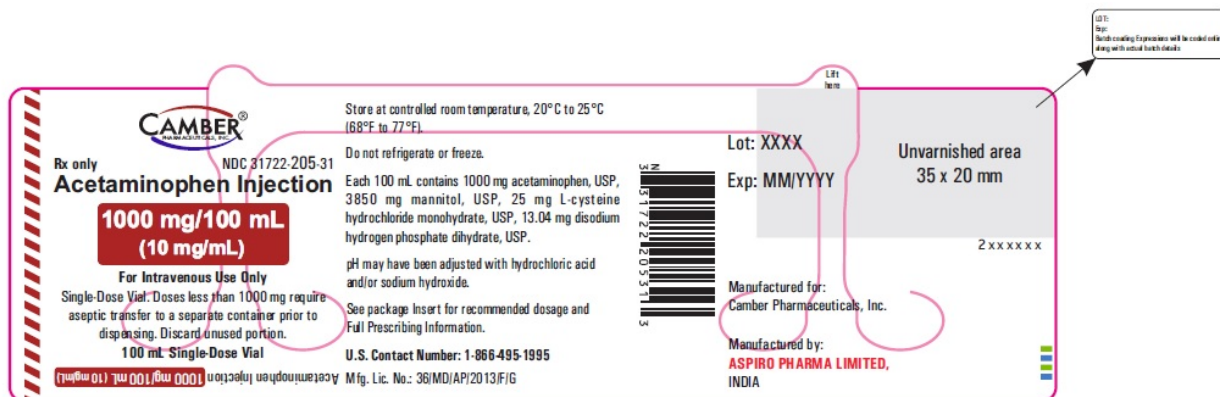 CAMBER®
PHARMACEUTICALS, INC.
Rx only NDC 31722-205-31
Acetaminophen Injection
1000 mg/100 mL
(10 mg/mL)
For Intravenous Use Only
Single-Dose Vial. Doses less than 1000 mg require
aseptic transfer to a separate container prior to
dispensing. Discard unused portion.
100 mL Single-Dose Vial
Acetaminophen Injection 1000 mg/100 mL (10 mg/mL)
Store at controlled room temperature, 20°C to 25°C
(68°F to 77°F).
Do not refrigerate or freeze.
Each 100 mL contains 1000 mg acetaminophen, USP,
3850 mg mannitol, USP, 25 mg L-cysteine
hydrochloride monohydrate, USP, 13.04 mg disodium
hydrogen phosphate dihydrate, USP.
pH may have been adjusted with hydrochloric acid
and/or sodium hydroxide.
See package Insert for recommended dosage and
Full Prescribing Information.
U.S. Contact Number: 1-866-495-1995
Mfg. Lic. No.: 36/MD/AP/2013/F/G
N
3 31722 20531 3
Lift
here
Lot: XXXX
Exp: MM/YYYY
Unvarnished area
35 x 20 mm
2xxxxxx
Manufactured for:
Camber Pharmaceuticals, Inc.
Manufactured by:
ASPIRO PHARMA LIMITED,
INDIA
LOT:
Exp:
Batch coading Expressions will be coded
along with actual batch details